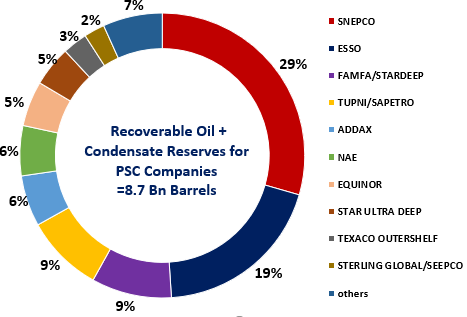 7%
2%
3%
5%
5%
6%
6%
9%
9%
19%
29%
Recoverable Oil +
Condensate Reserves for
PSC Companies
=8.7 Bn Barrels
SNEPCO
ESSO
FAMFA/STARDEEP
TUPNI/SAPETRO
ADDAX
NAE
EQUINOR
STAR ULTRA DEEP
TEXACO OUTERSHELF
STERLING GLOBAL/SEEPCO
others